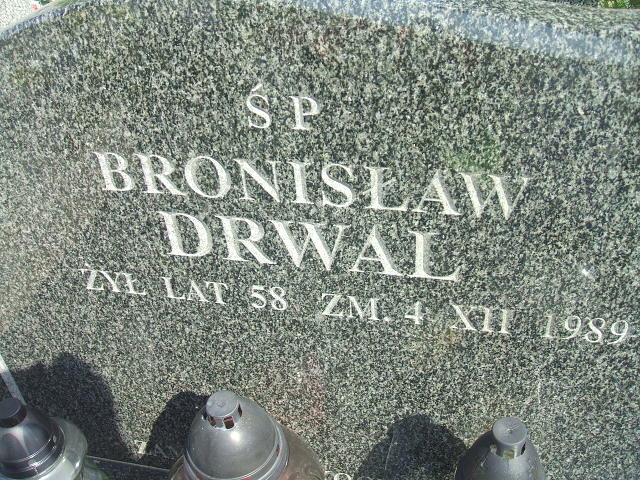 ŚP
BRONISŁAW
DRWAL
ŻYŁ LAT 58 ZM. 4 XII 1989